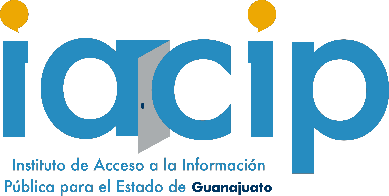 iacip
Instituto de Acceso a la Información
Pública para el Estado de Guanajuato